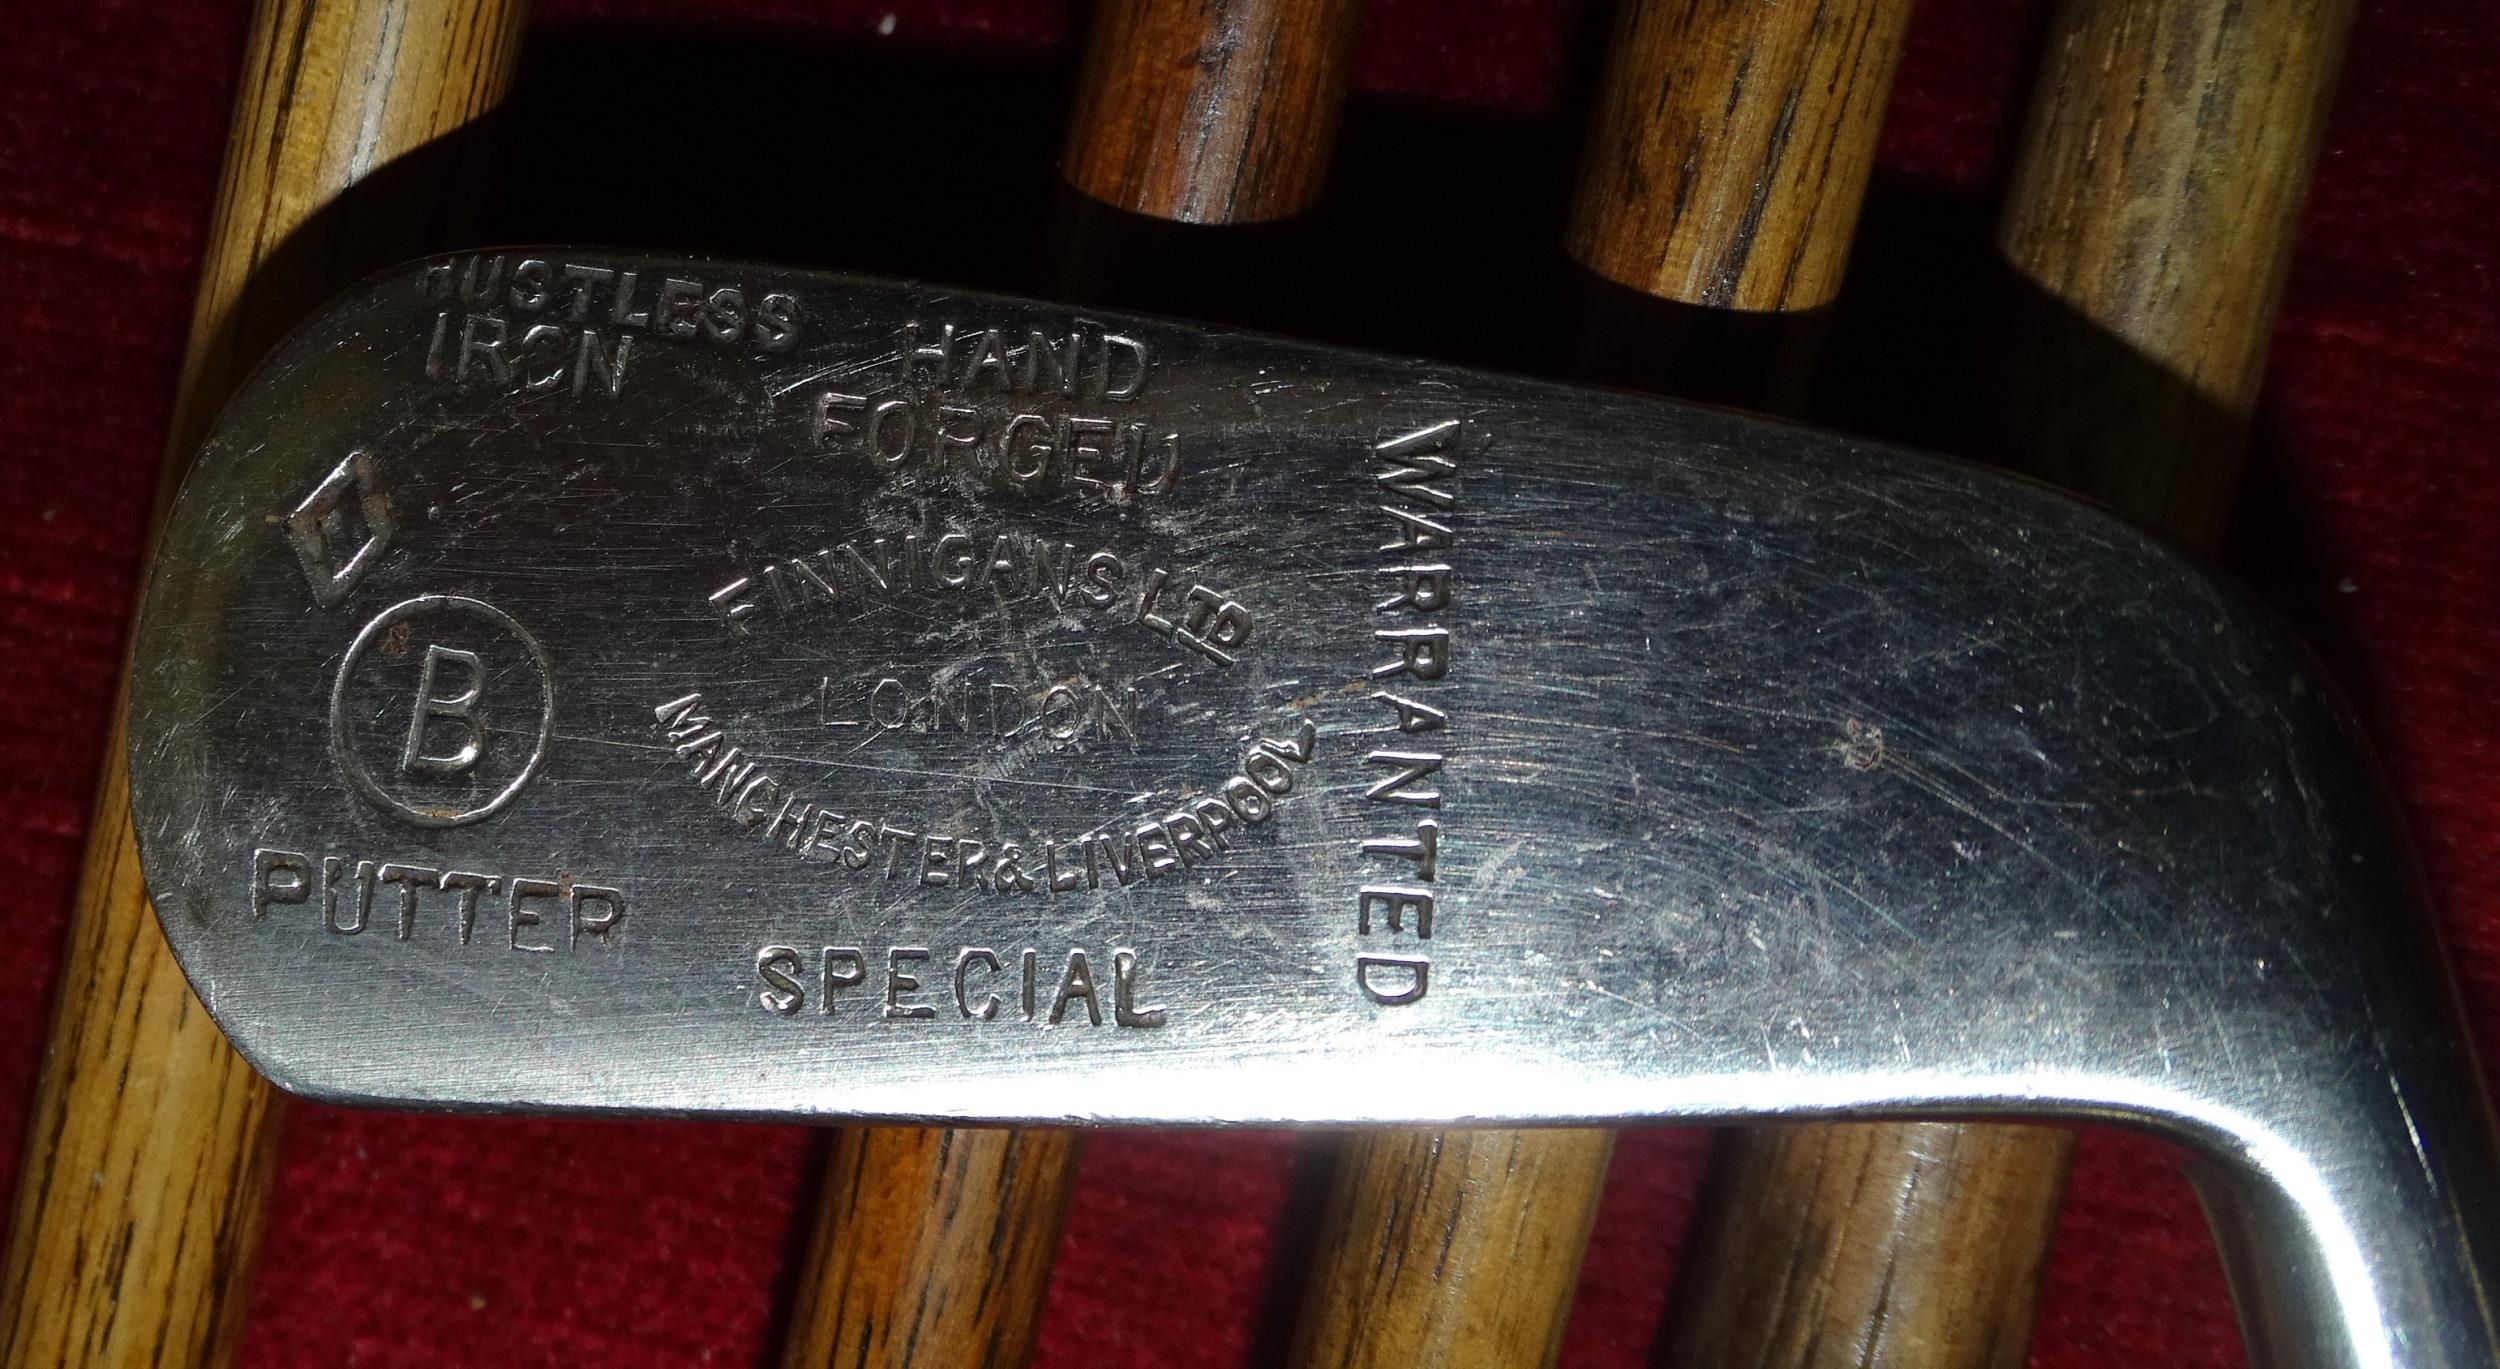 RUSTLESS
IRON
HAND
FORGED
WARRANTED
FINNIGANS LTD
LONDON
MANCHESTER & LIVERPOOL
B
PUTTER
SPECIAL